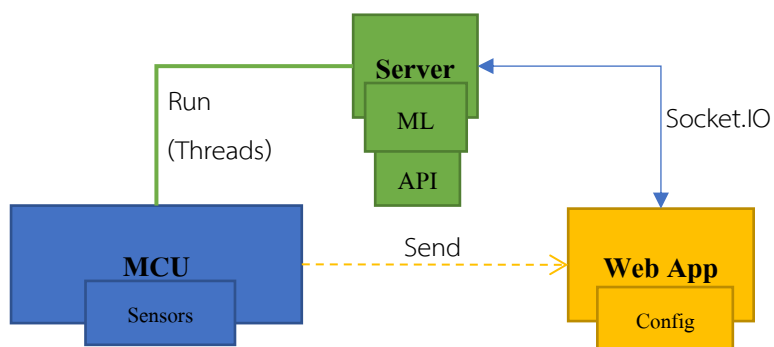 Server
ML
API
Run
(Threads)
Socket.IO
MCU
Sensors
Send
Web App
Config